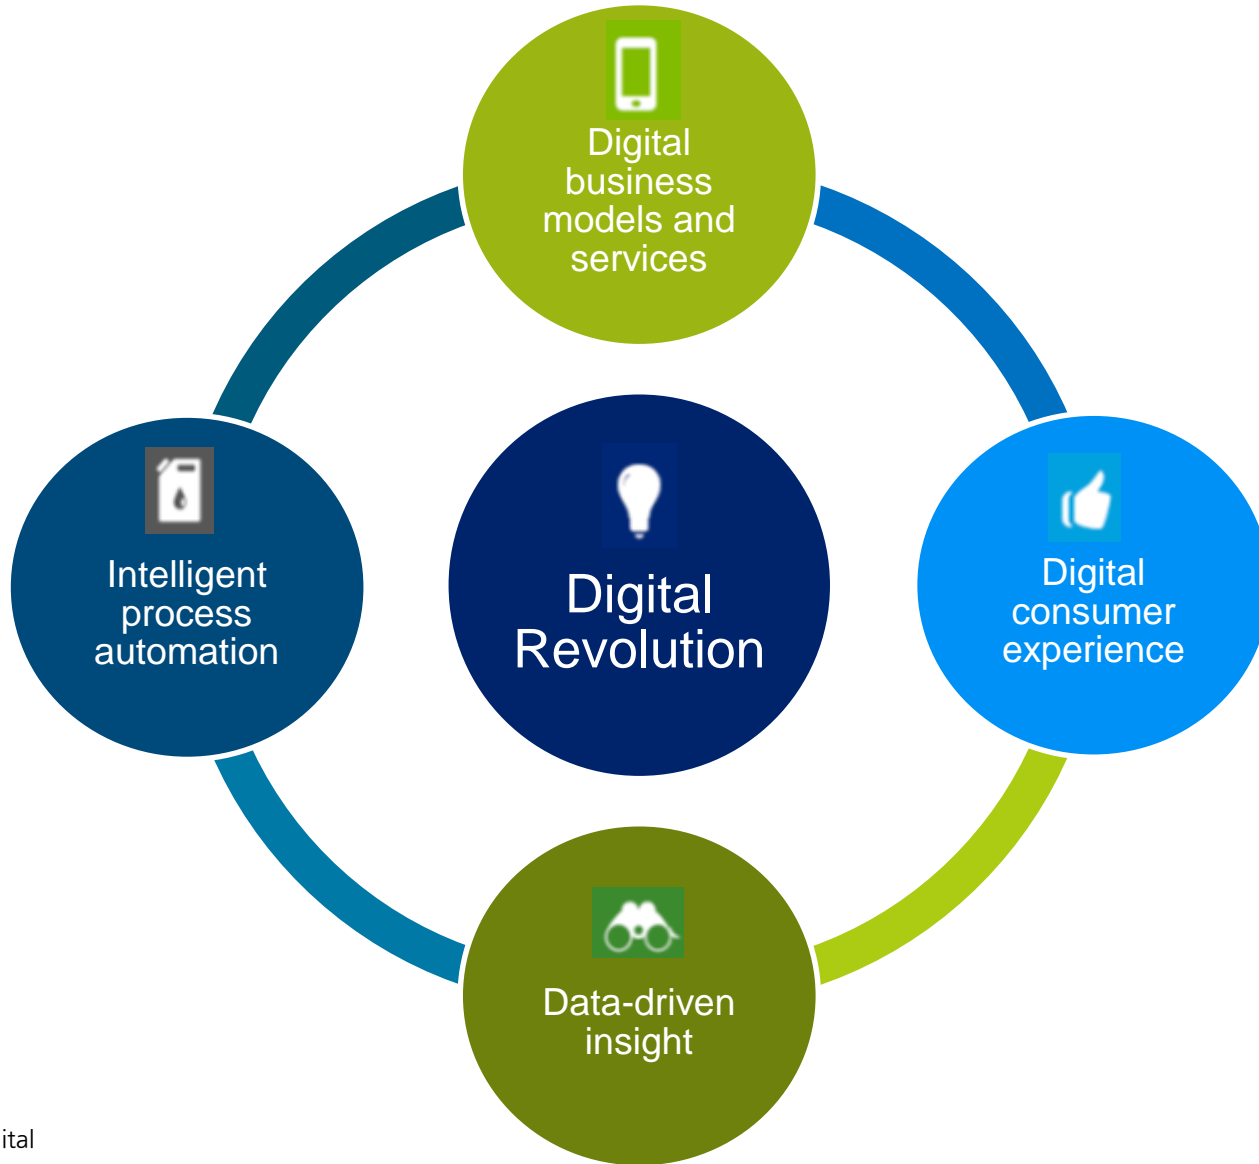 Digital
business
models and
services
Intelligent
process
automation
Digital
Revolution
Digital
consumer
experience
Data-driven
insight
ital